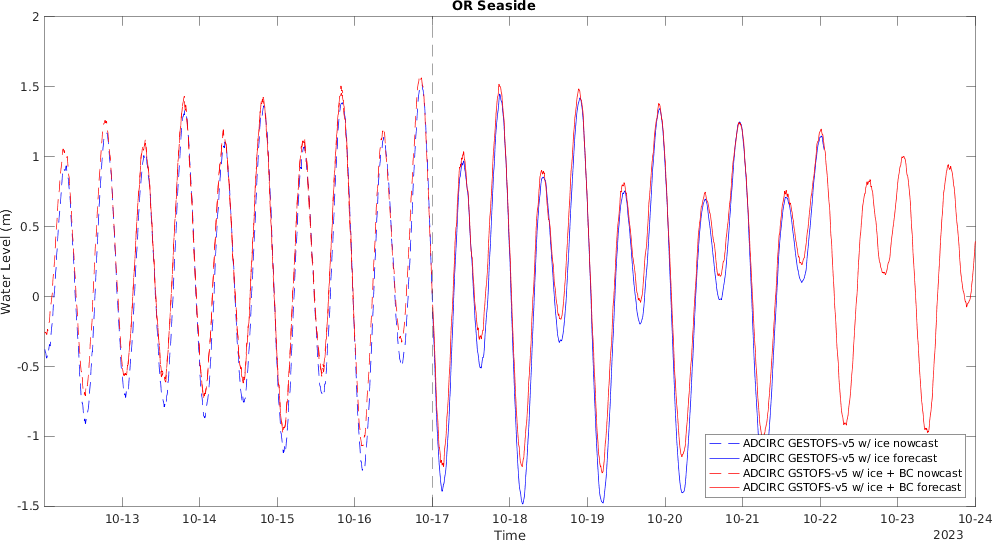 OR Seaside
2
1.5
1
0.5
0
-0.5
-1
-1.5
Water Level (m)
10-13 10-14 10-15 10-16 10-17 10-18 10-19 10-20 10-21 10-22 10-23 10-24
Time
2023
ADCIRC GESTOFS-v5 w/ ice nowcast
ADCIRC GESTOFS-v5 w/ ice forecast
ADCIRC GSTOFS-v5 w/ ice + BC nowcast
ADCIRC GSTOFS-v5 w/ ice + BC forecast